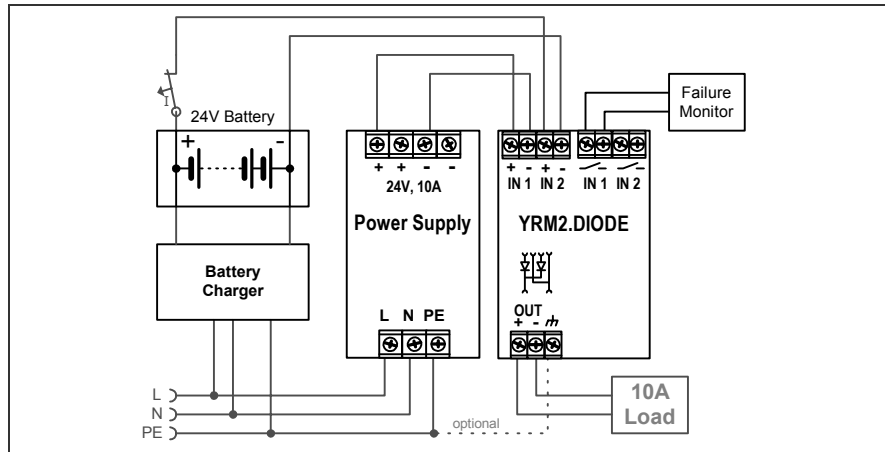 I
24V Battery
+ -
Battery
Charger
+ + - -
24V, 10A
Power Supply
L N PE
+ - + -
IN 1 IN 2
IN 1 IN 2
YRM2.DIODE
OUT
+ -
Failure
Monitor
10A
Load
L
N
PE
optional